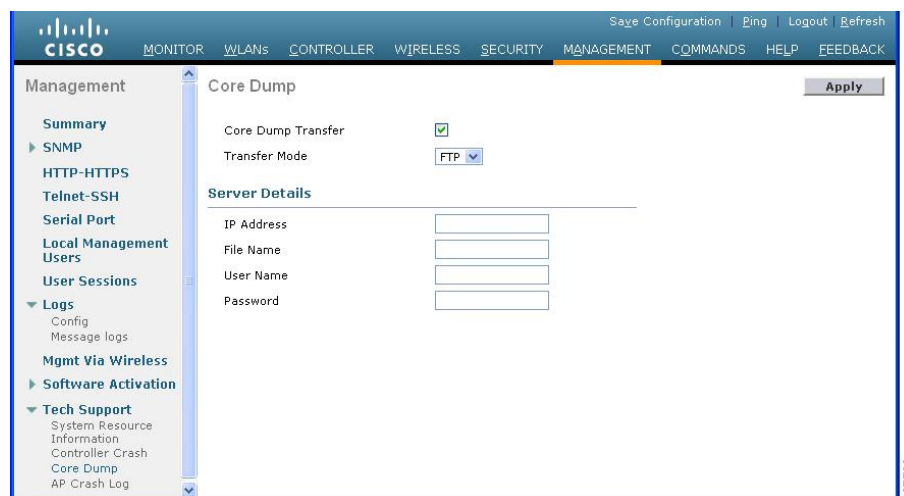 Save Configuration | Ping | Logout | Refresh
CISCO
MONITOR WLANs CONTROLLER WIRELESS SECURITY MANAGEMENT COMMANDS HELP FEEDBACK
Management
Summary
SNMP
HTTP-HTTPS
Telnet-SSH
Serial Port
Local Management
Users
User Sessions
Logs
Config
Message logs
Mgmt Via Wireless
Software Activation
Tech Support
System Resource
Information
Controller Crash
Core Dump
AP Crash Log
Core Dump
Apply
Core Dump Transfer
Transfer Mode FTP
Server Details
IP Address
File Name
User Name
Password